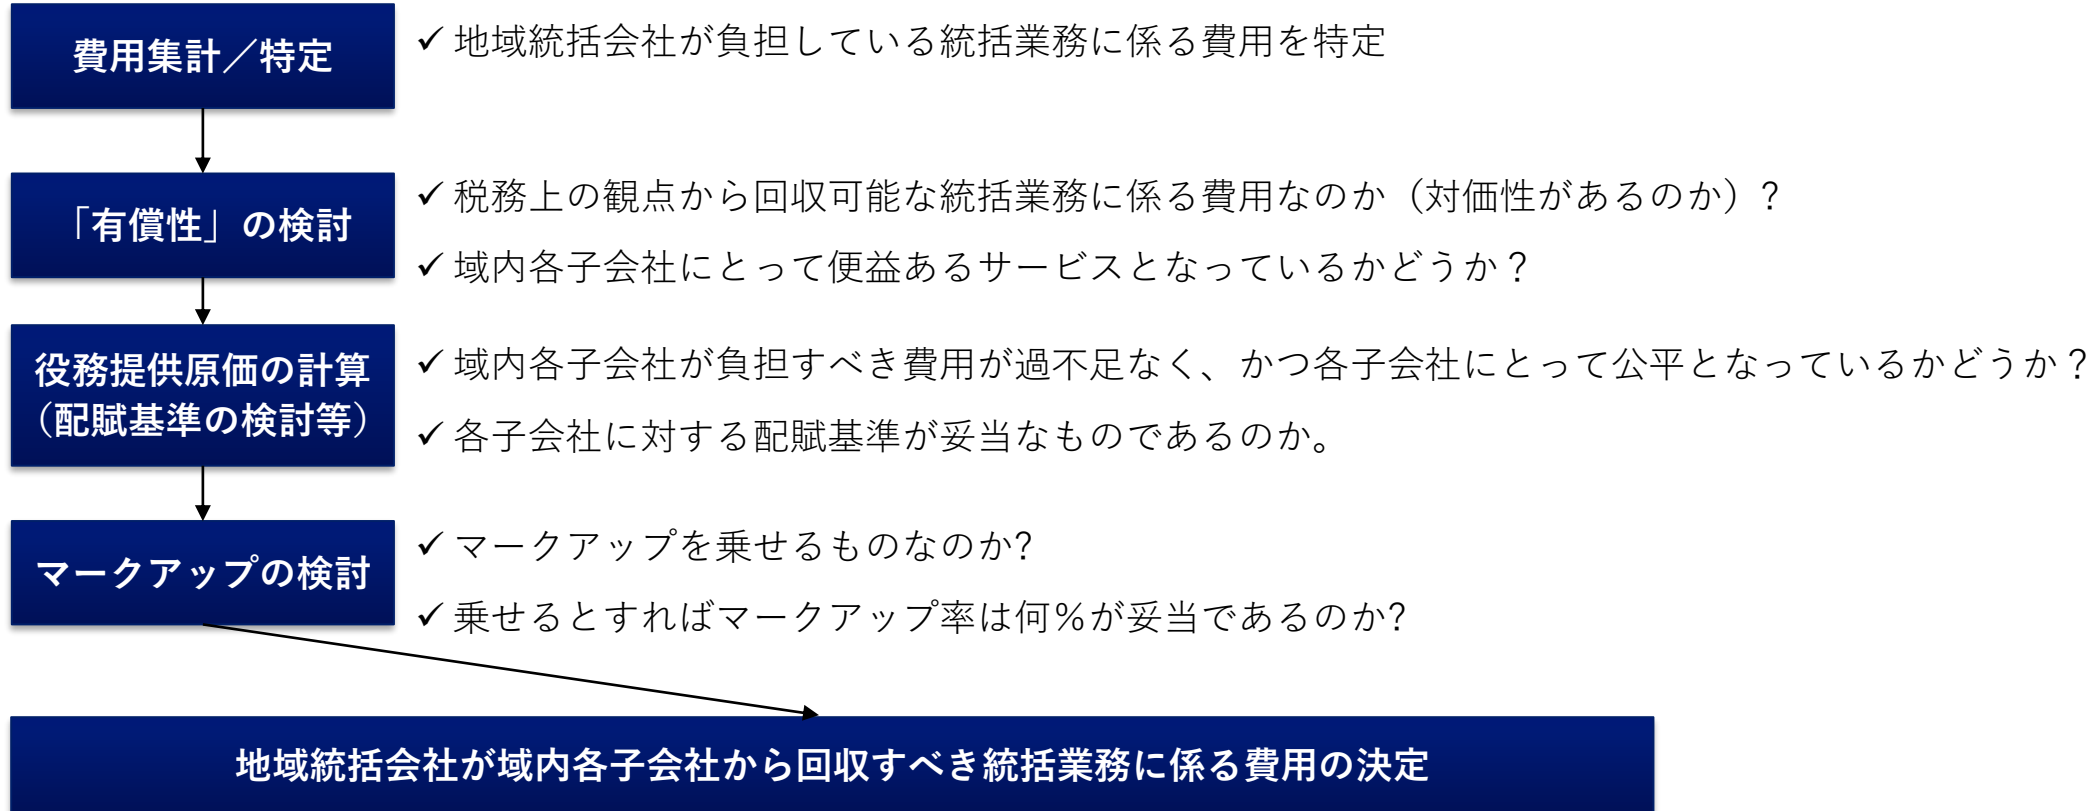 費用集計／特定
✓ 地域統括会社が負担している統括業務に係る費用を特定
「有償性」の検討
✓ 税務上の観点から回収可能な統括業務に係る費用なのか（対価性があるのか）?
✓ 域内各子会社にとって便益あるサービスとなっているかどうか？
役務提供原価の計算
（配賦基準の検討等）
✓ 域内各子会社が負担すべき費用が過不足なく、かつ各子会社にとって公平となっているかどうか？
✓ 各子会社に対する配賦基準が妥当なものであるのか。
マークアップの検討
✓ マークアップを乗せるものなのか?
✓ 乗せるとすればマークアップ率は何％が妥当であるのか?
地域統括会社が域内各子会社から回収すべき統括業務に係る費用の決定